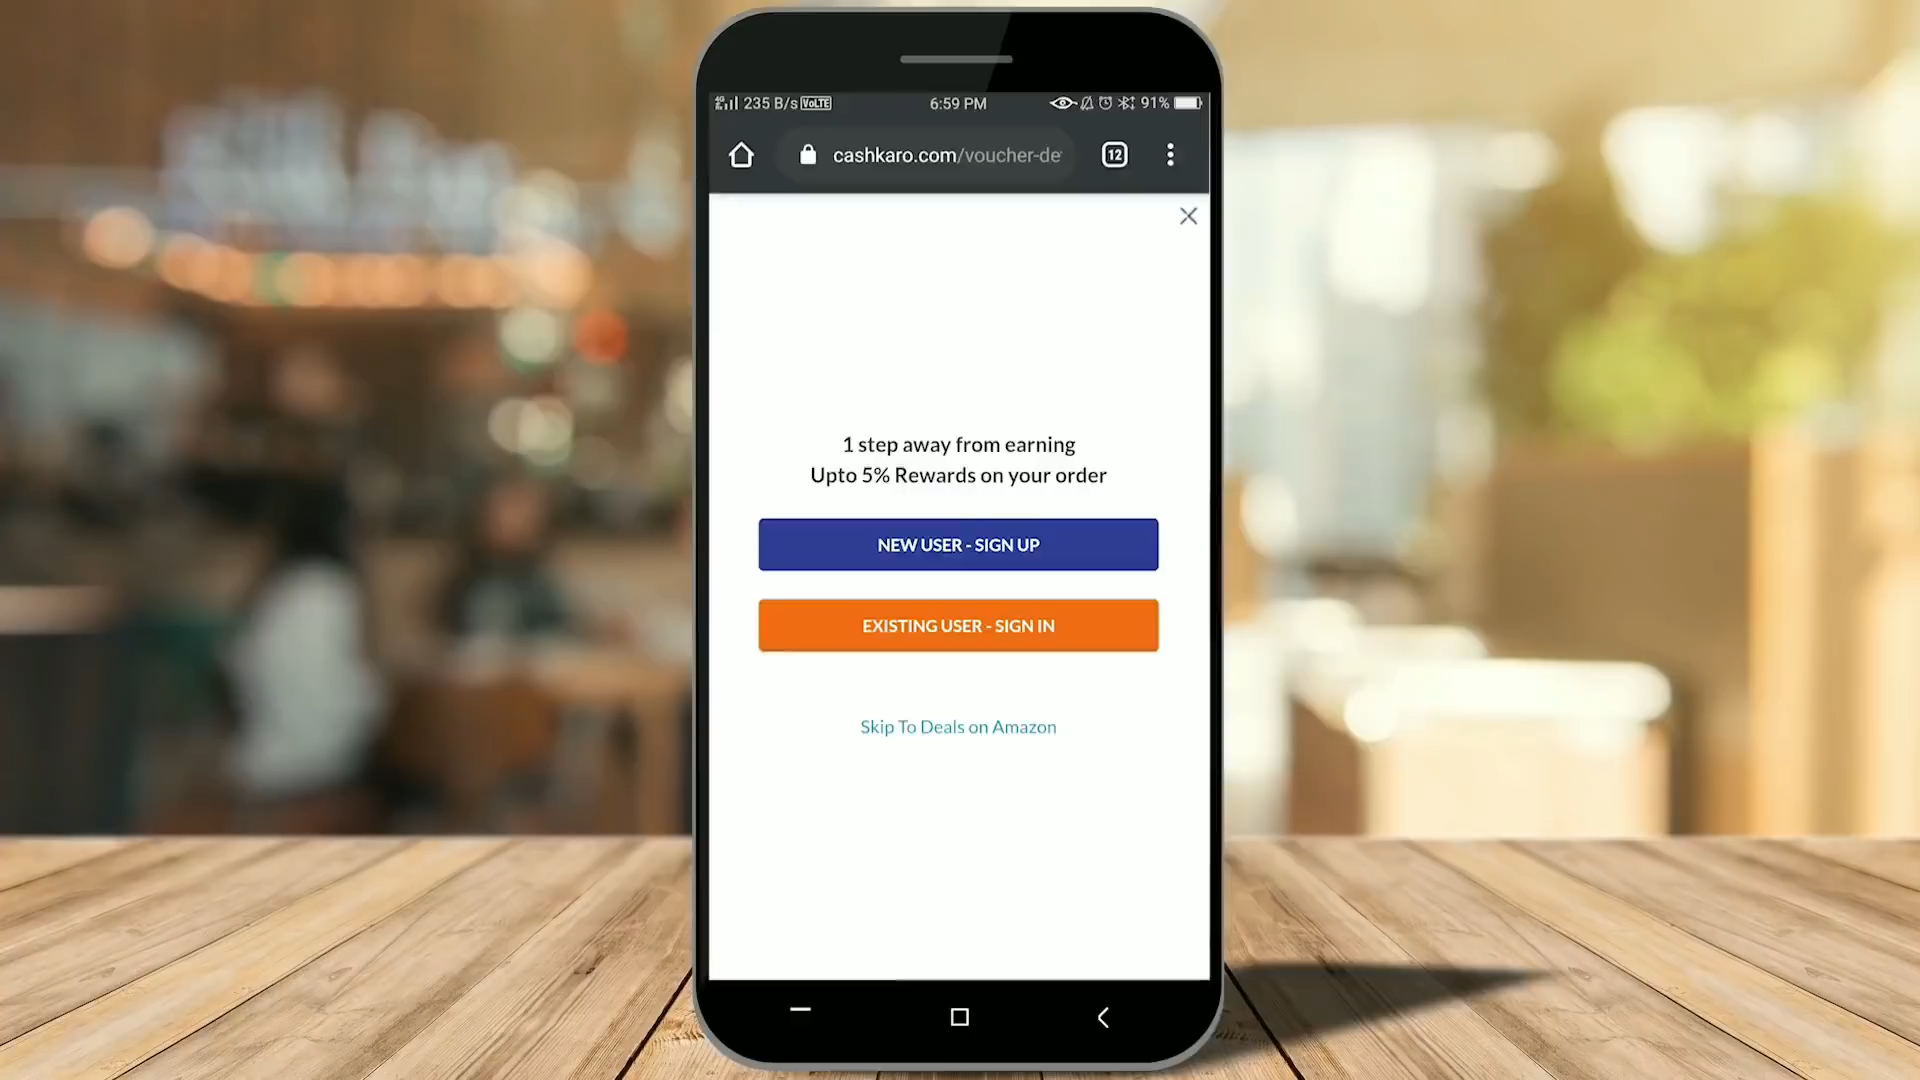 4G 235 B/s VoLTE 6:59 PM 91%
cashkaro.com/voucher-de
12
1 step away from earning
Upto 5% Rewards on your order
NEW USER - SIGN UP
EXISTING USER - SIGN IN
Skip To Deals on Amazon